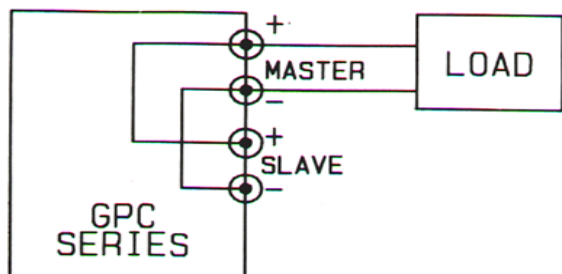 +
MASTER
-
+
SLAVE
-
LOAD
GPC
SERIES